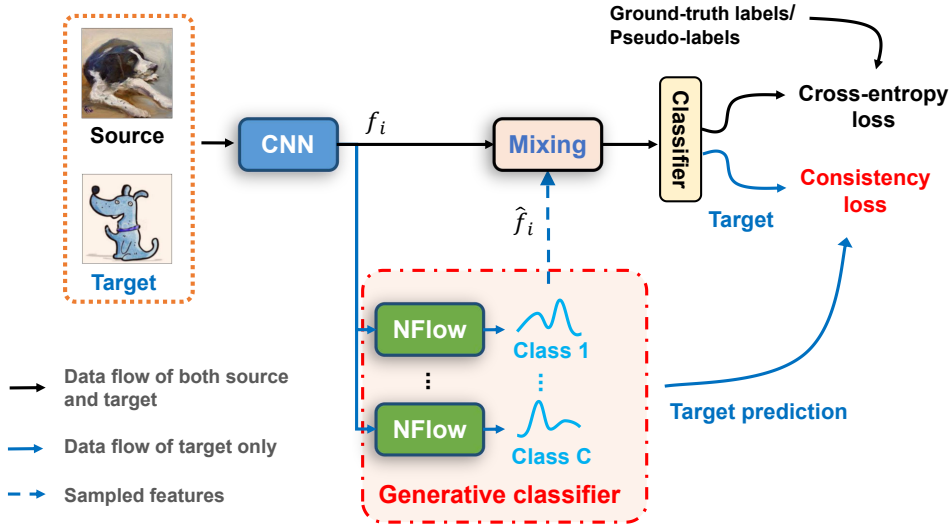 Ground-truth labels/
Pseudo-labels
Source
CNN
f_i
Mixing
Classifier
Cross-entropy
loss
Consistency
loss
Target
f̂_i
Target
NFlow
Class 1
...
...
NFlow
Class C
Generative classifier
Target prediction
Data flow of both source
and target
Data flow of target only
Sampled features